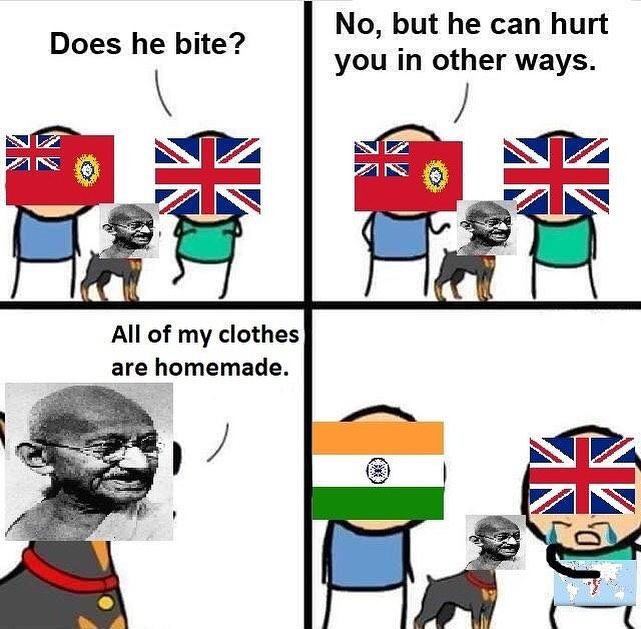 Does he bite?
No, but he can hurt
you in other ways.
All of my clothes
are homemade.